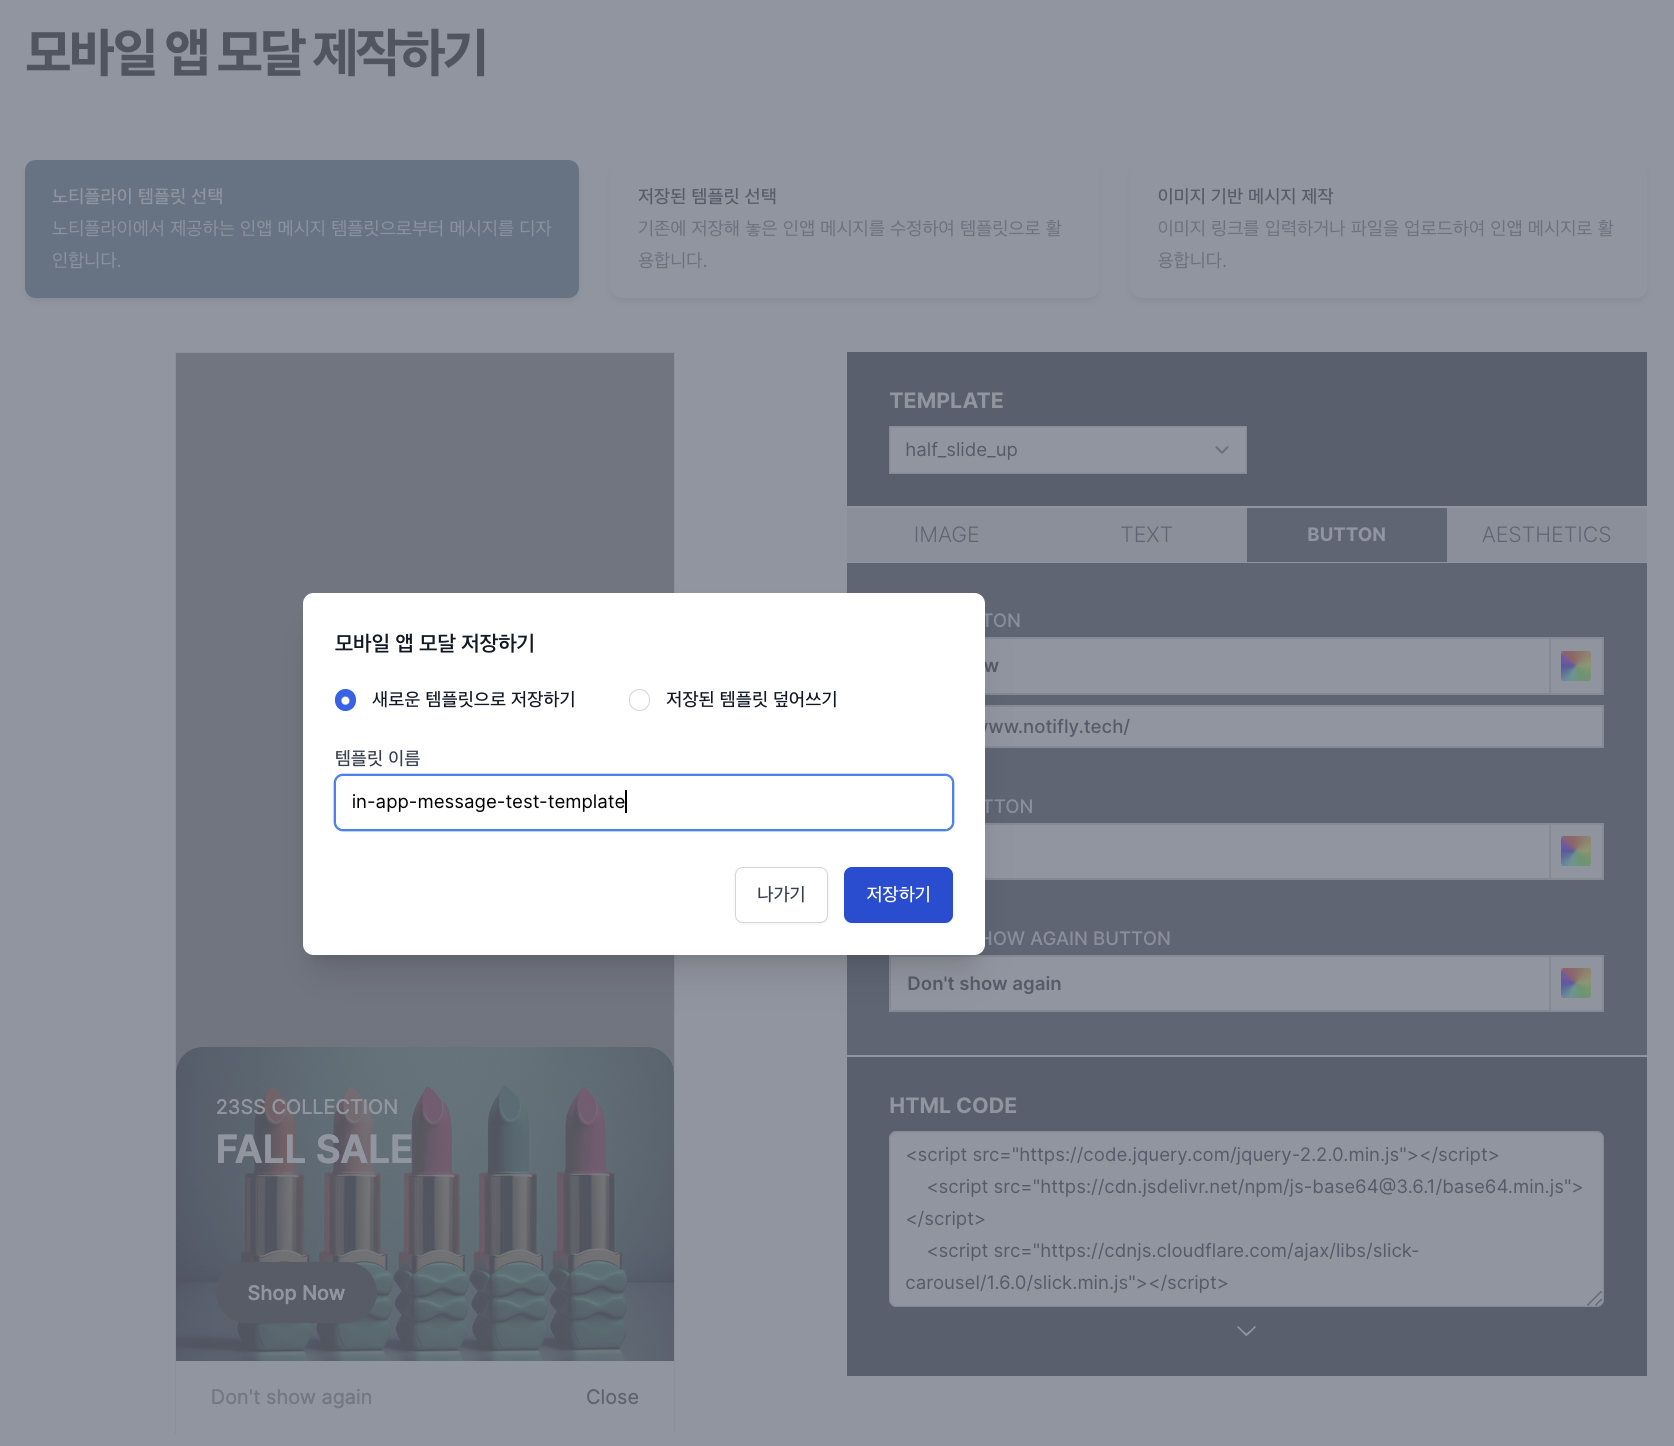 모바일 앱 모달 제작하기
노티플라이 템플릿 선택
노티플라이에서 제공하는 인앱 메시지 템플릿으로부터 메시지를 디자
인합니다.
저장된 템플릿 선택
기존에 저장해 놓은 인앱 메시지를 수정하여 템플릿으로 활
용합니다.
이미지 기반 메시지 제작
이미지 링크를 입력하거나 파일을 업로드하여 인앱 메시지로 활
용합니다.
TEMPLATE
half_slide_up
IMAGE
TEXT
BUTTON
AESTHETICS
모바일 앱 모달 저장하기
새로운 템플릿으로 저장하기
저장된 템플릿 덮어쓰기
템플릿 이름
in-app-message-test-template
나가기
저장하기
TON
w
ww.notifly.tech/
TTON
HOW AGAIN BUTTON
Don't show again
HTML CODE
<script src="https://code.jquery.com/jquery-2.2.0.min.js"></script>
<script src="https://cdn.jsdelivr.net/npm/js-base64@3.6.1/base64.min.js">
</script>
<script src="https://cdnjs.cloudflare.com/ajax/libs/slick-
carousel/1.6.0/slick.min.js"></script>
23SS COLLECTION
FALL SALE
Shop Now
Don't show again
Close